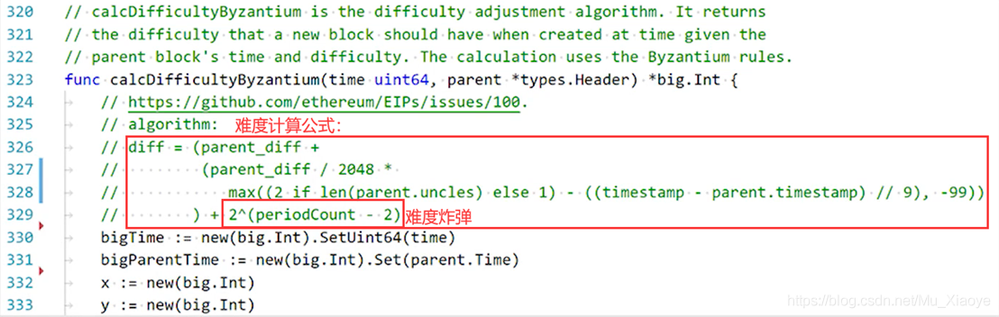 320 // calcDifficultyByzantium is the difficulty adjustment algorithm. It returns
321 // the difficulty that a new block should have when created at time given the
322 // parent block's time and difficulty. The calculation uses the Byzantium rules.
323 func calcDifficultyByzantium(time uint64, parent *types.Header) *big.Int {
324 // https://github.com/ethereum/EIPs/issues/100.
325 // algorithm: 难度计算公式:
326 // diff = (parent_diff +
327 // (parent_diff / 2048 *
328 // max((2 if len(parent.uncles) else 1) - ((timestamp - parent.timestamp) // 9), -99))
329 // ) + 2^(periodCount - 2) 难度炸弹
330 bigTime := new(big.Int).SetUint64(time)
331 bigParentTime := new(big.Int).Set(parent.Time)
332 x := new(big.Int)
333 y := new(big.Int)
https://blog.csdn.net/Mu_Xiaoye